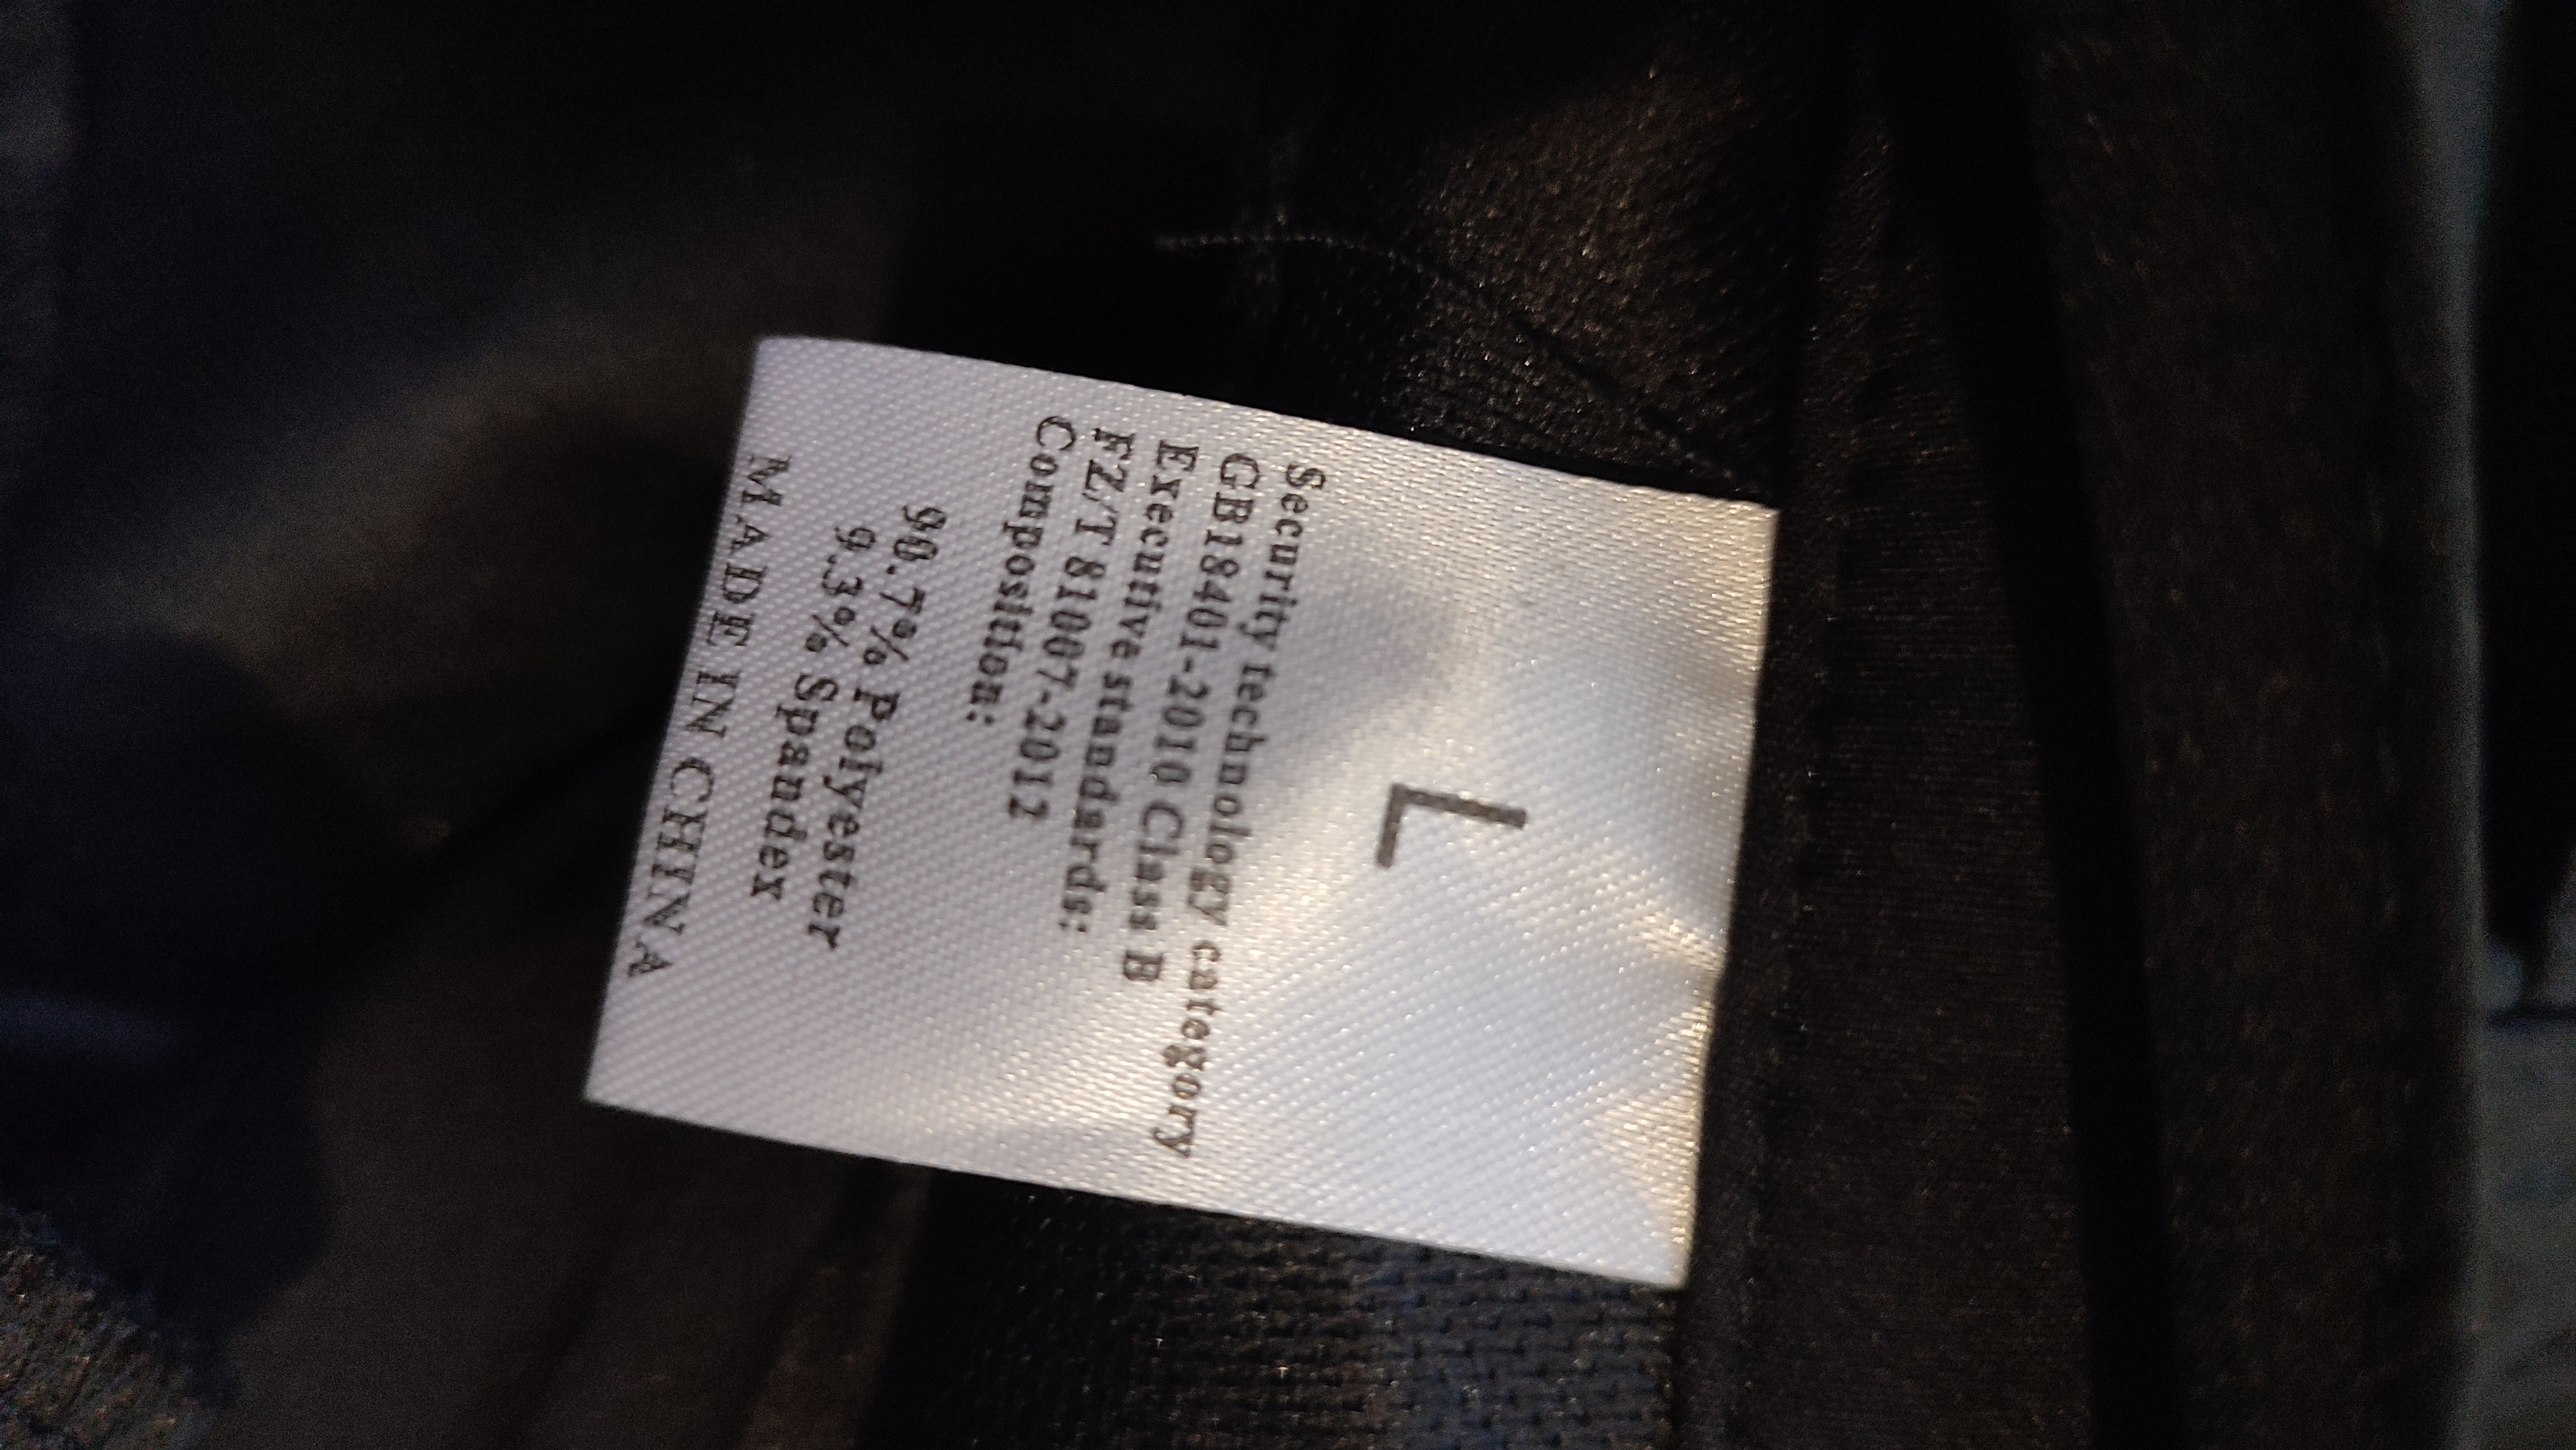 L
Security technology category
GB18401-2010 Class B
Executive standards:
FZ/T 81007-2012
Composition:
90.7% Polyester
9.3% Spandex
MADE IN CHINA